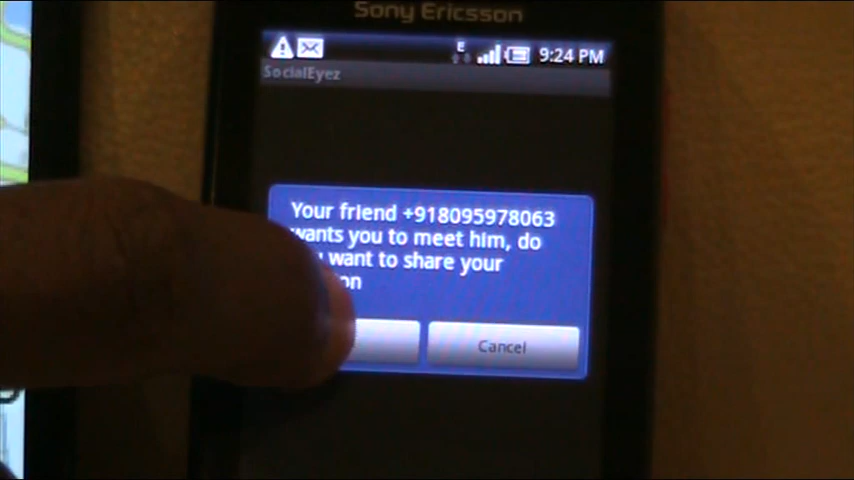 Sony Ericsson
E 9:24 PM
SocialEyez
Your friend +918095978063
wants you to meet him, do
want to share your
on
Cancel